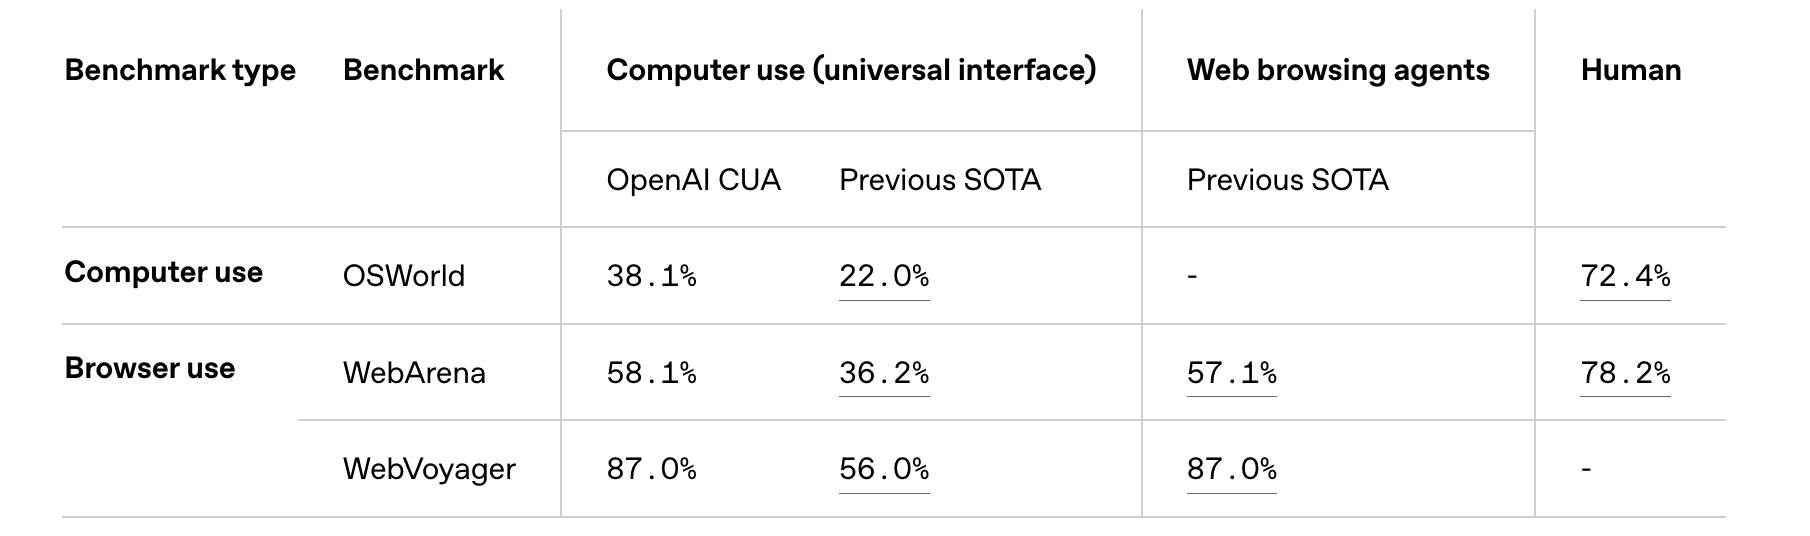 Benchmark type Benchmark Computer use (universal interface) Web browsing agents Human
OpenAI CUA Previous SOTA Previous SOTA
Computer use OSWorld 38.1% 22.0% - 72.4%
Browser use WebArena 58.1% 36.2% 57.1% 78.2%
WebVoyager 87.0% 56.0% 87.0% -